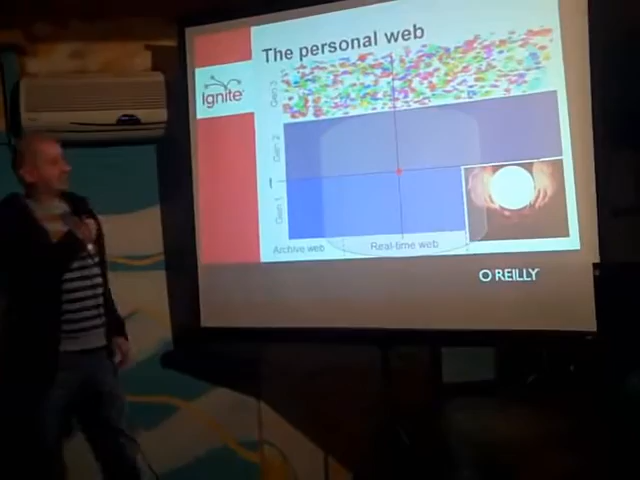 The personal web
Ignite
Gen 3
Gen 2
Gen 1
Archive web
Real-time web
O'REILLY